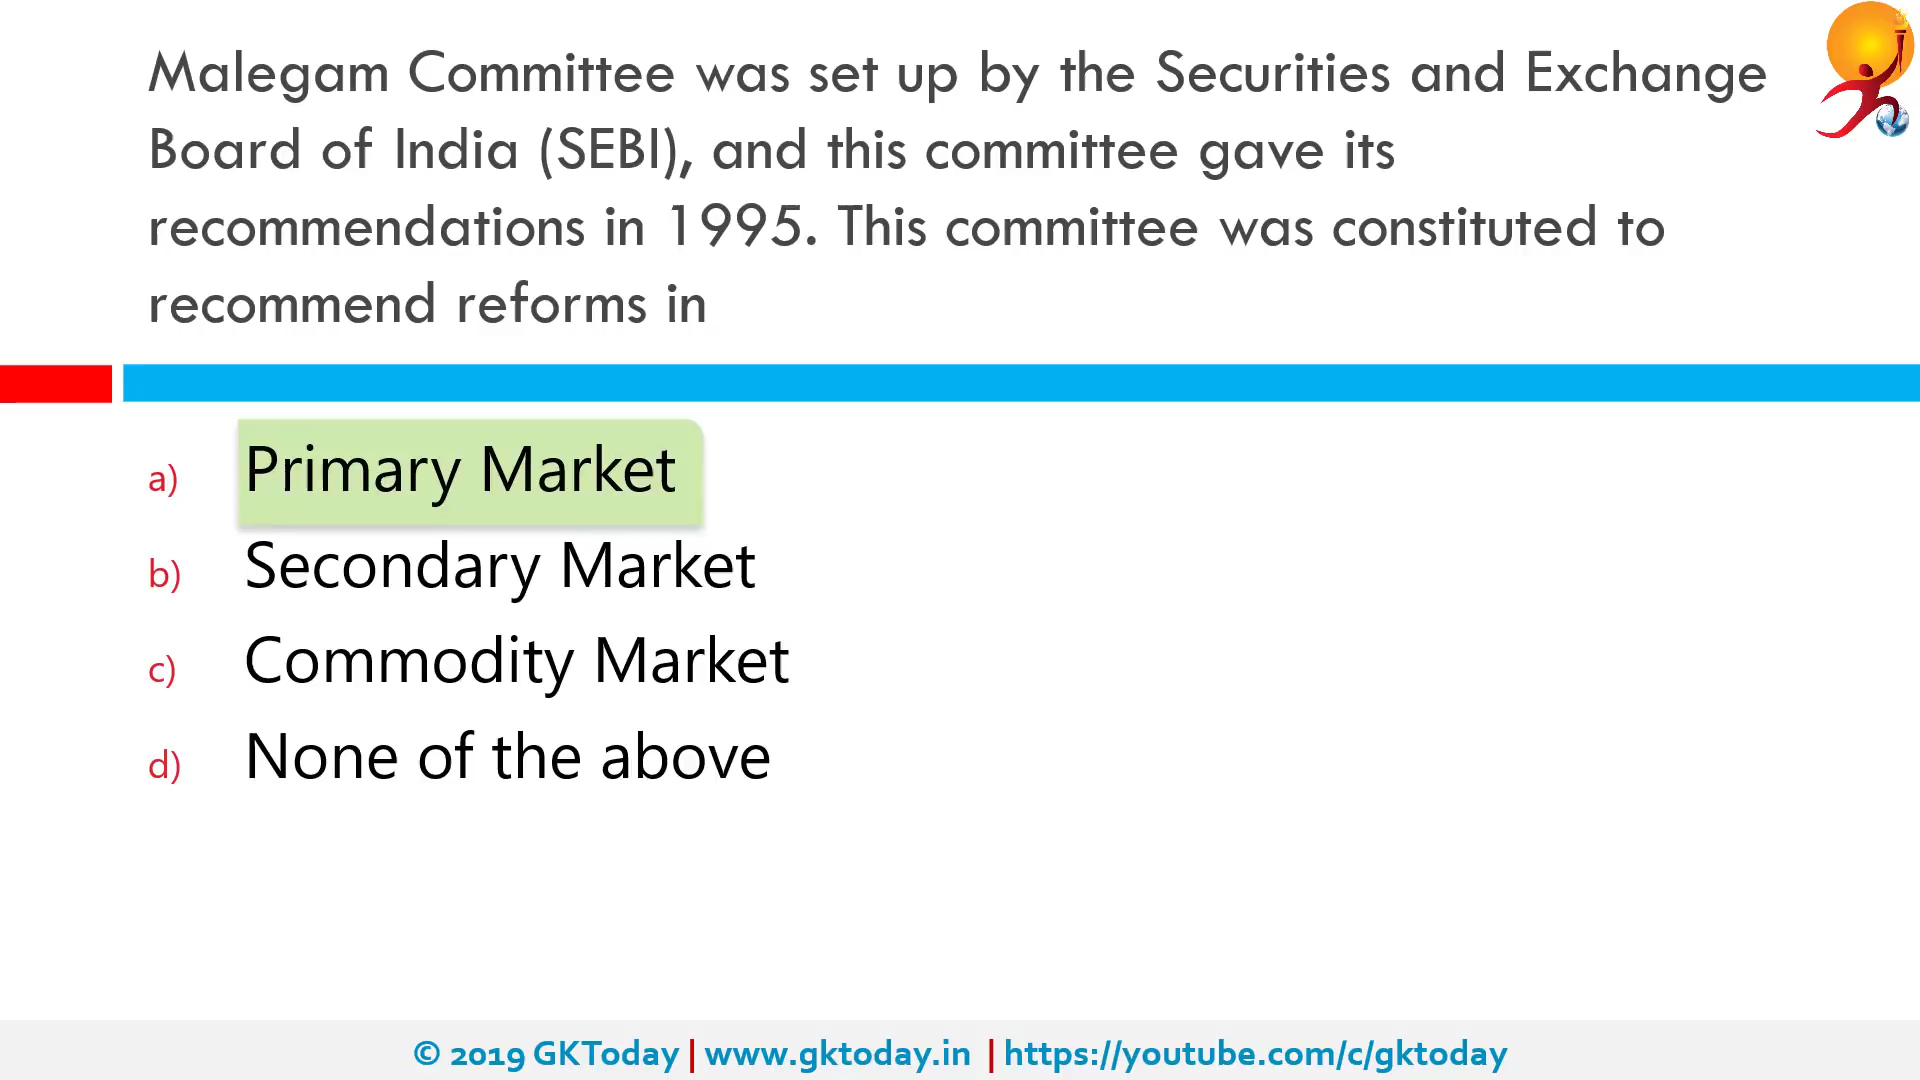 Malegam Committee was set up by the Securities and Exchange
Board of India (SEBI), and this committee gave its
recommendations in 1995. This committee was constituted to
recommend reforms in
a) Primary Market
b) Secondary Market
c) Commodity Market
d) None of the above
© 2019 GKToday | www.gktoday.in | https://youtube.com/c/gktoday